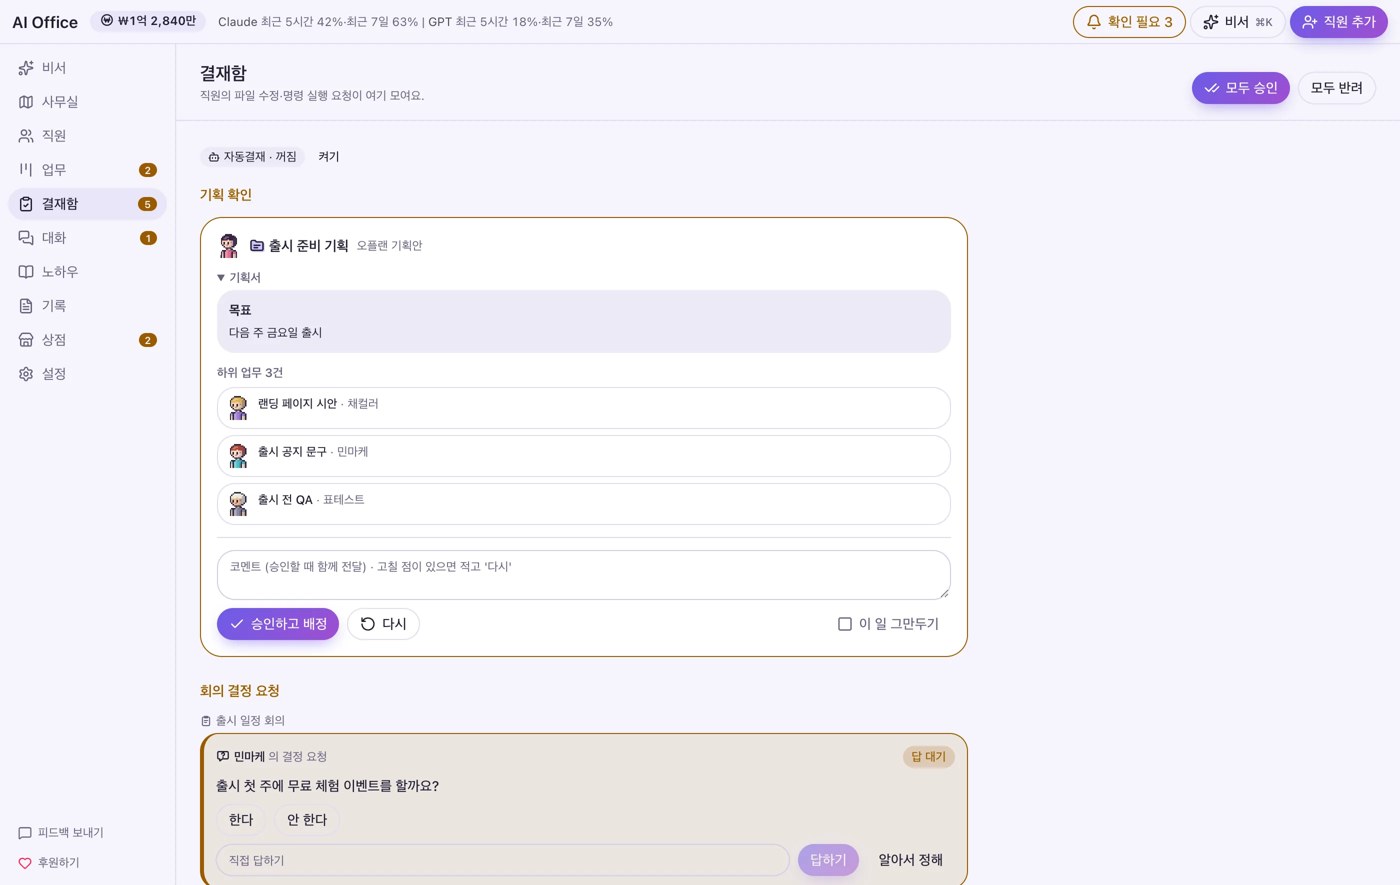 AI Office
₩1억 2,840만
Claude 최근 5시간 42%·최근 7일 63% | GPT 최근 5시간 18%·최근 7일 35%
확인 필요 3
비서 ⌘K
직원 추가
비서
사무실
직원
업무 2
결재함 5
대화 1
노하우
기록
상점 2
설정
피드백 보내기
후원하기
결재함
직원의 파일 수정·명령 실행 요청이 여기 모여요.
모두 승인
모두 반려
자동결재 · 꺼짐
켜기
기획 확인
출시 준비 기획 오플랜 기획안
▼ 기획서
목표
다음 주 금요일 출시
하위 업무 3건
랜딩 페이지 시안 · 채컬러
출시 공지 문구 · 민마케
출시 전 QA · 표테스트
코멘트 (승인할 때 함께 전달) · 고칠 점이 있으면 적고 '다시'
승인하고 배정
다시
이 일 그만두기
회의 결정 요청
출시 일정 회의
민마케 의 결정 요청
답 대기
출시 첫 주에 무료 체험 이벤트를 할까요?
한다
안 한다
직접 답하기
답하기
알아서 정해